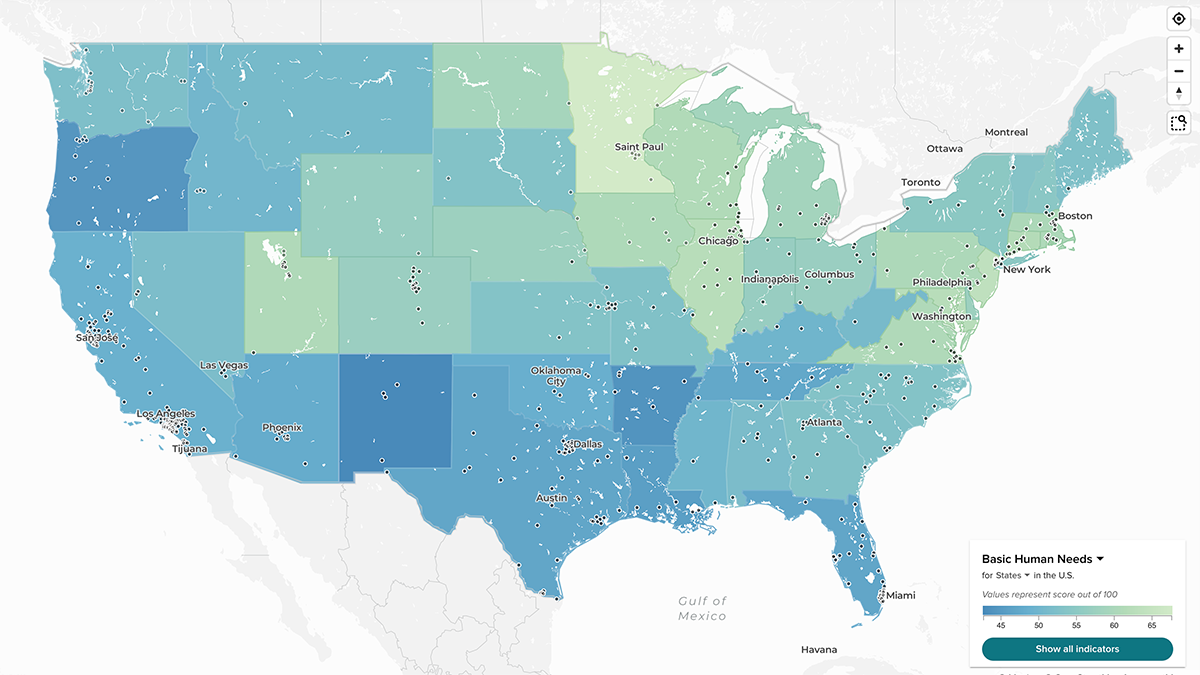 Montreal
Ottawa
Saint Paul
Toronto
Boston
Chicago
New York
Indianapolis
Columbus
Philadelphia
Washington
San Jose
Las Vegas
Oklahoma
City
Los Angeles
Phoenix
Atlanta
Tijuana
Dallas
Austin
Basic Human Needs
for States in the U.S.
Values represent score out of 100
45 50 55 60 65
Show all indicators
Miami
Gulf of
Mexico
Havana